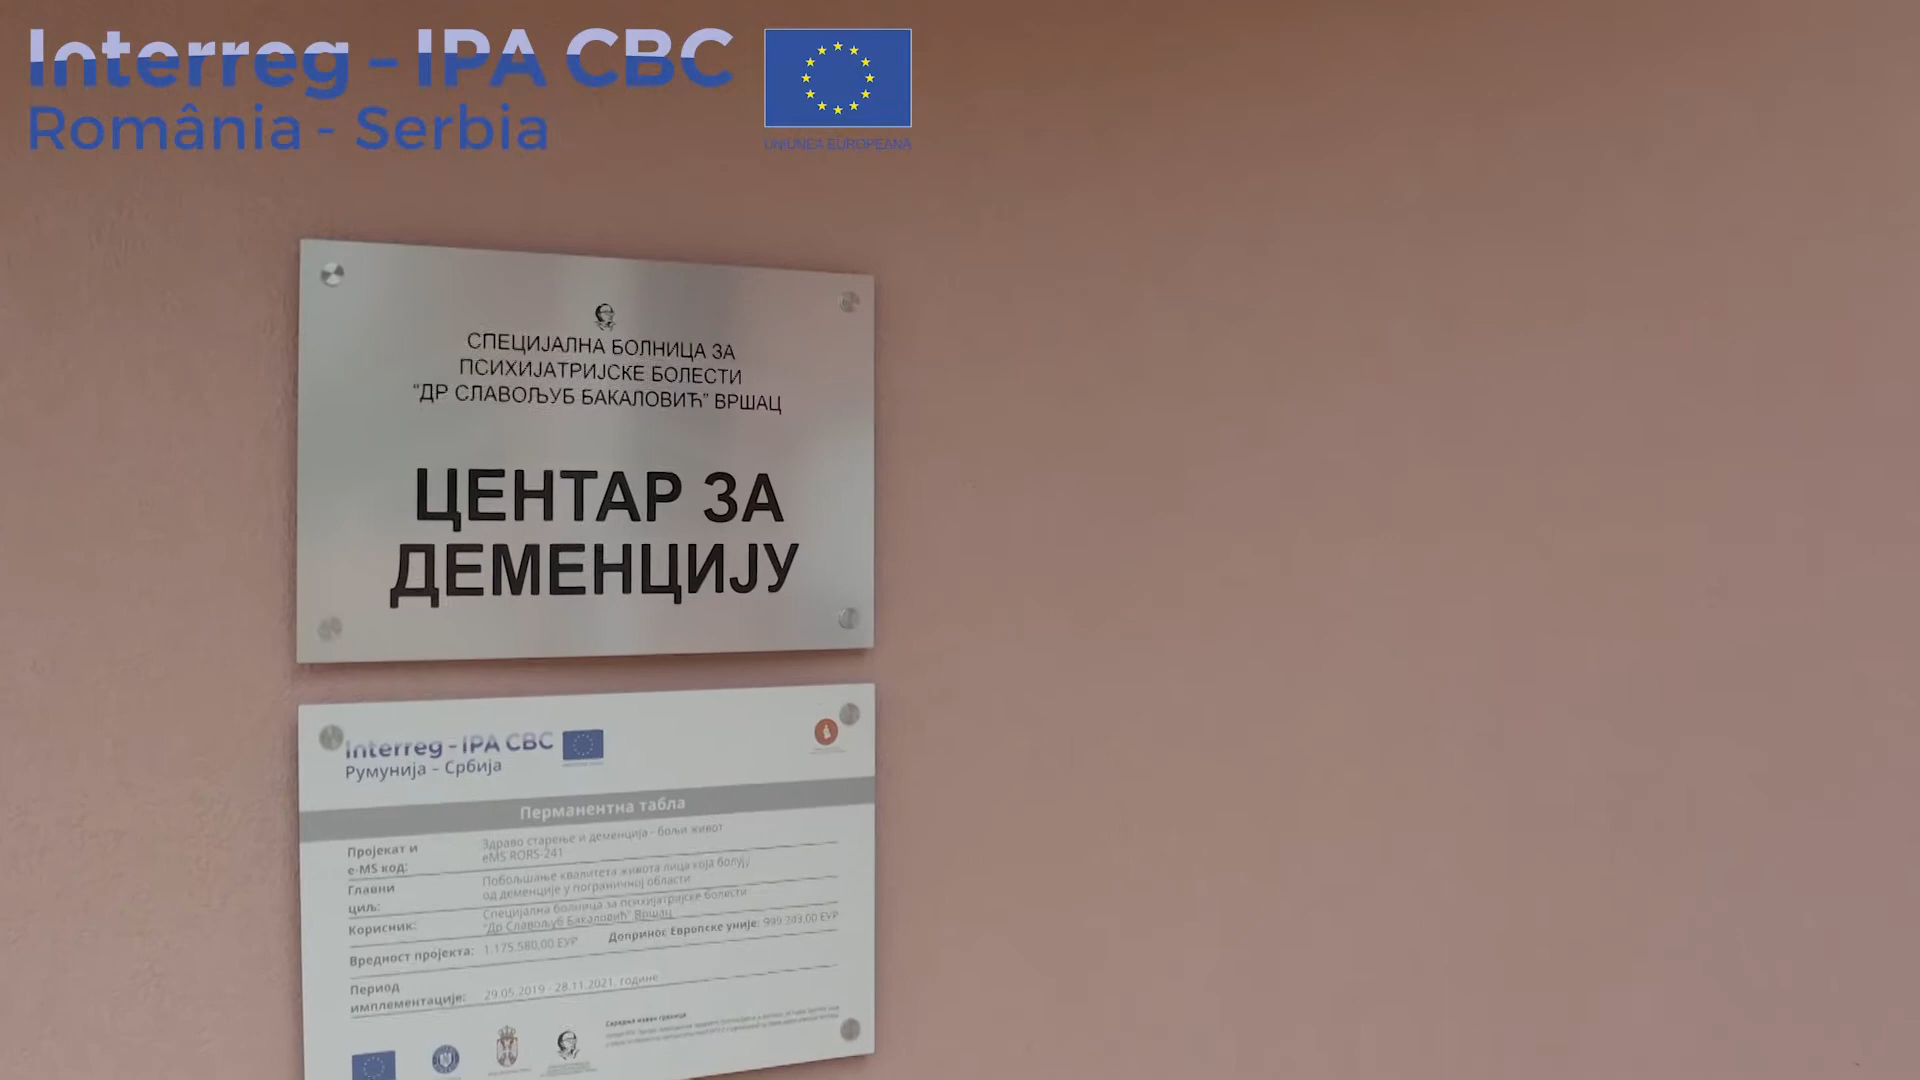 Interreg - IPA CBC
România - Serbia
UNIUNEA EUROPEANĂ
СПЕЦИЈАЛНА БОЛНИЦА ЗА
ПСИХИЈАТРИЈСКЕ БОЛЕСТИ
"ДР СЛАВОЉУБ БАКАЛОВИЋ" ВРШАЦ
ЦЕНТАР ЗА
ДЕМЕНЦИЈУ
Interreg - IPA CBC
Румунија – Србија
Перманентна табла
Пројекат и
e-MS код:
Здраво старење и деменција - бољи живот
eMS RORS-241
Главни
циљ:
Побољшање квалитета живота лица која болују
од деменције у пограничној области
Корисник:
Специјална болница за психијатријске болести
"Др Славољуб Бакаловић" Вршац
Вредност пројекта: 1.175.580,00 ЕУР
Допринос Европске уније: 999.243,00 ЕУР
Период
имплементације:
29.05.2019 - 28.11.2021. године